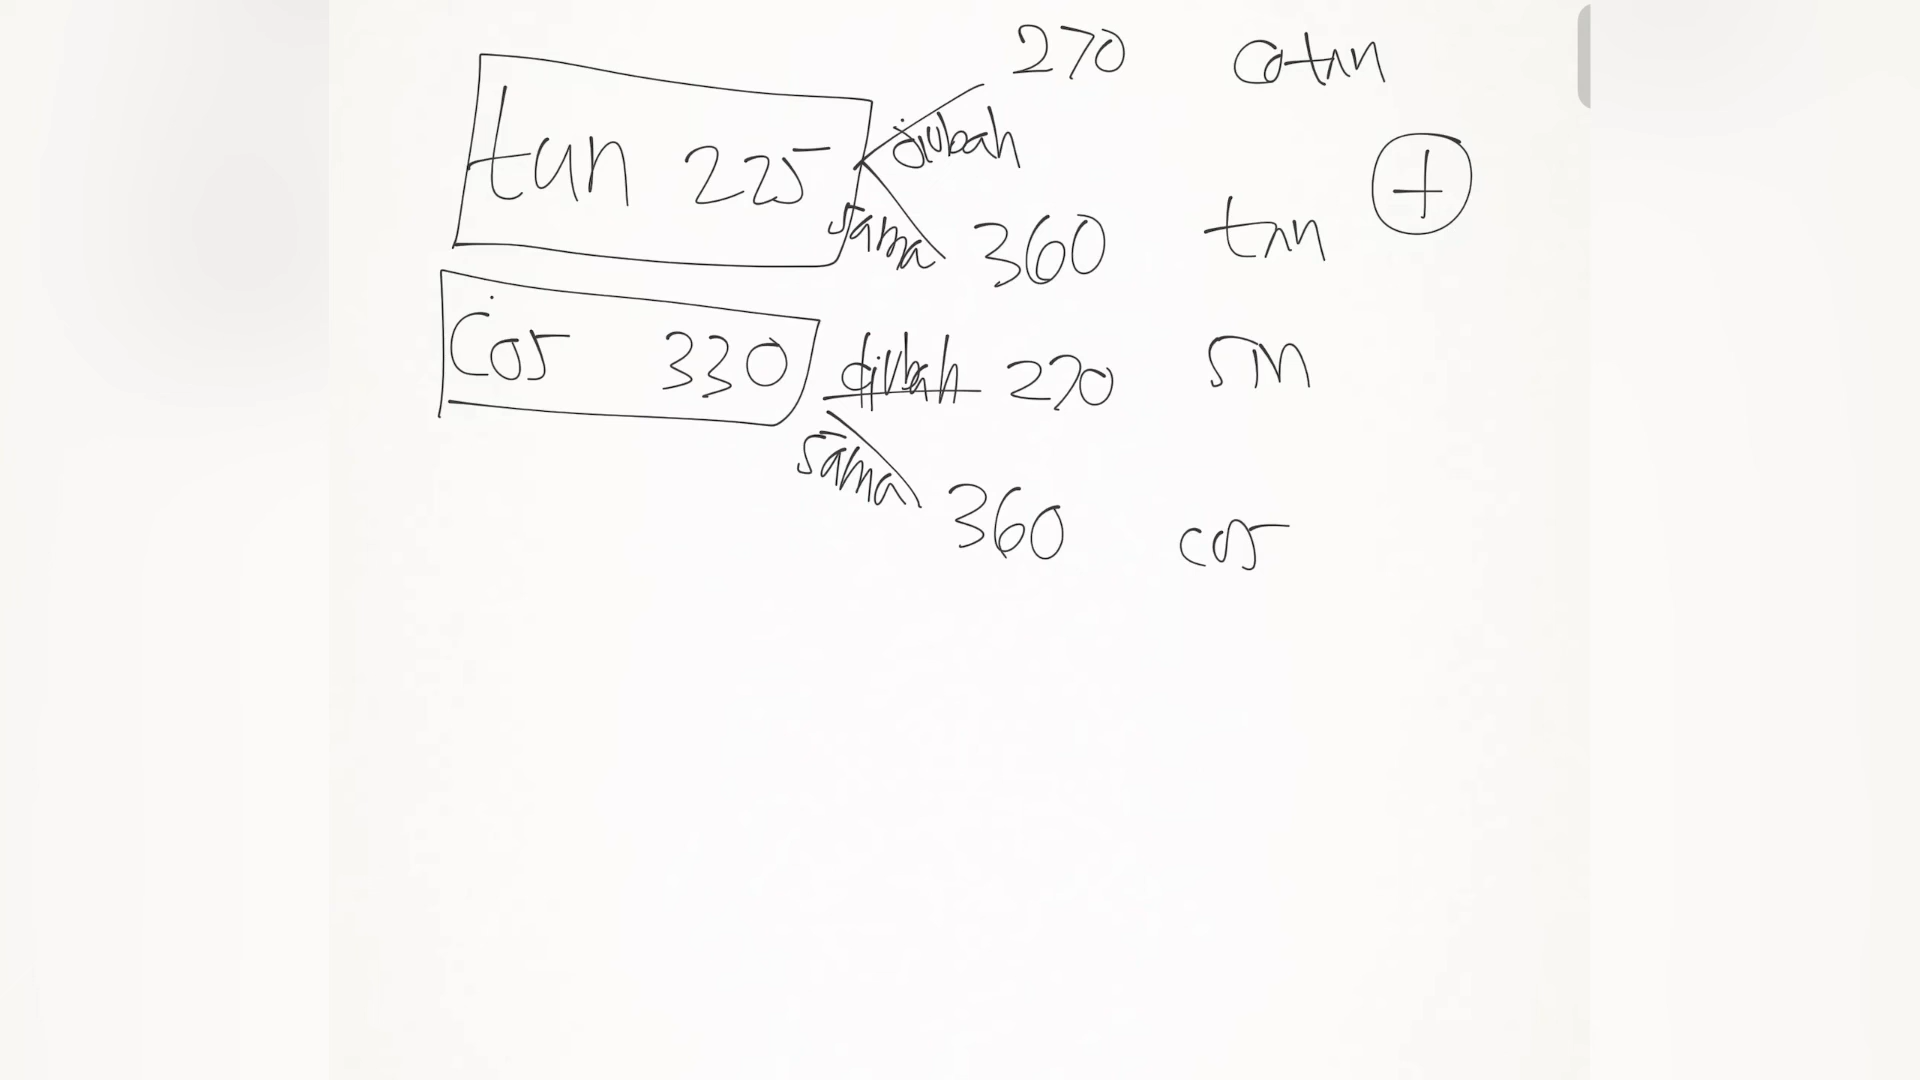 270 cotan
tan 225 diubah
sama 360 tan +
Cos 330 diubah 270 sin
sama 360 cos